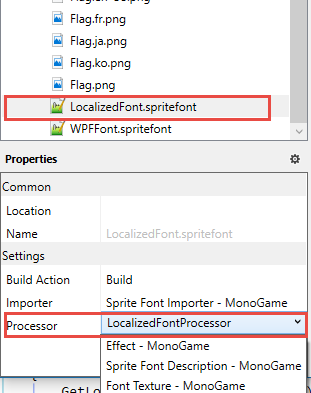 Flag.fr.png
Flag.ja.png
Flag.ko.png
Flag.png
LocalizedFont.spritefont
WPFFont.spritefont
Properties
Common
Location
Name LocalizedFont.spritefont
Settings
Build Action Build
Importer Sprite Font Importer - MonoGame
Processor LocalizedFontProcessor
Effect - MonoGame
Sprite Font Description - MonoGame
Font Texture - MonoGame